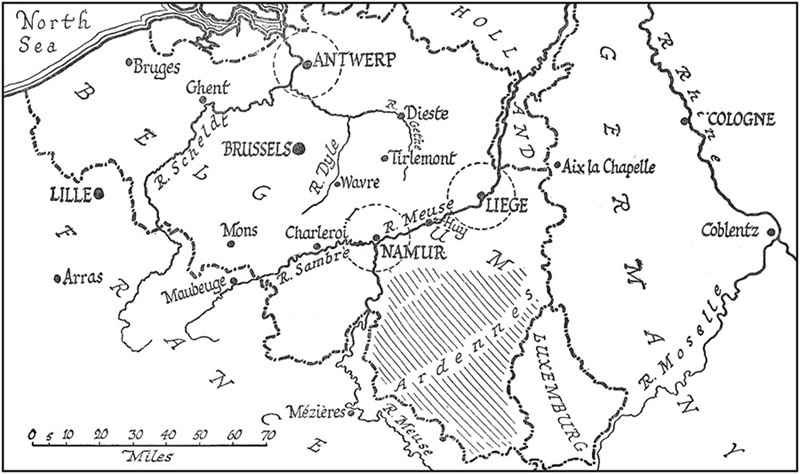 North
Sea
HOLLAND
ANTWERP
Bruges
Ghent
BELGIUM
R. Scheldt
Dieste
R. Gethe
BRUSSELS
R. Dyle
Tirlemont
Wavre
GERMANY
R. Rhine
COLOGNE
Aix la Chapelle
LILLE
LIEGE
Huy
R. Meuse
Mons
Charleroi
NAMUR
Coblentz
R. Sambre
Arras
Maubeuge
FRANCE
Ardennes
LUXEMBURG
R. Moselle
Mézières
R. Meuse
0 5 10 20 30 40 50 60 70
Miles